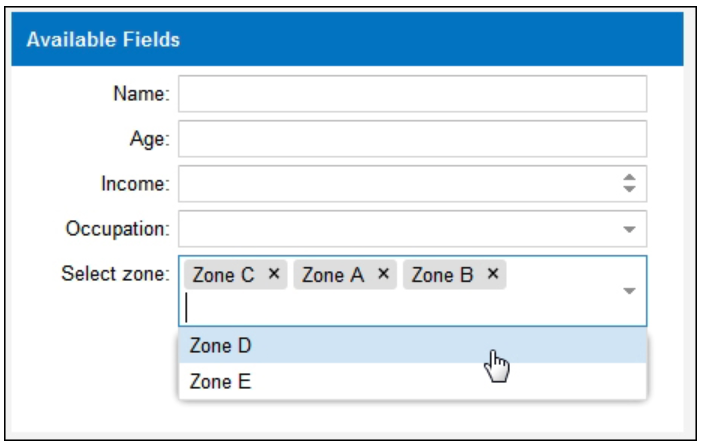 Available Fields
Name:
Age:
Income:
Occupation:
Select zone: Zone C × Zone A × Zone B ×
Zone D
Zone E